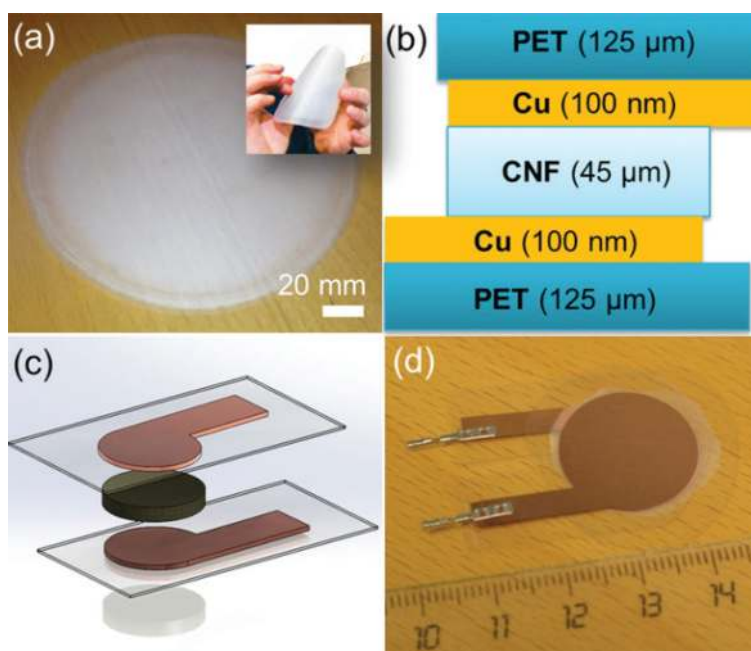 (a)
20 mm
(b)
PET (125 µm)
Cu (100 nm)
CNF (45 µm)
Cu (100 nm)
PET (125 µm)
(c)
(d)
10 11 12 13 14